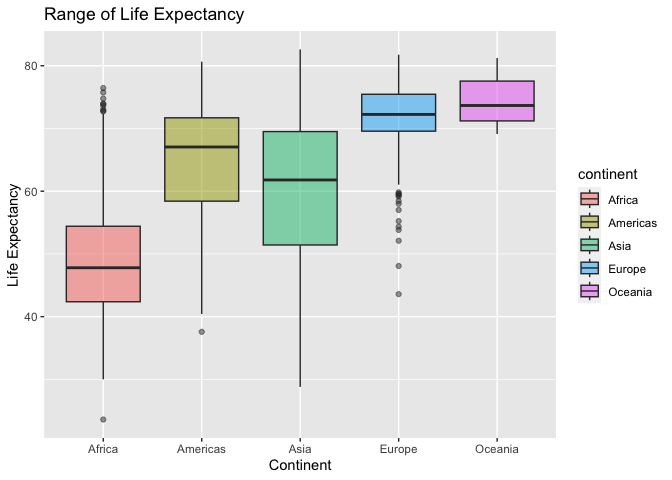 Range of Life Expectancy
Life Expectancy
80
60
40
Africa
Americas
Asia
Europe
Oceania
Continent
continent
Africa
Americas
Asia
Europe
Oceania